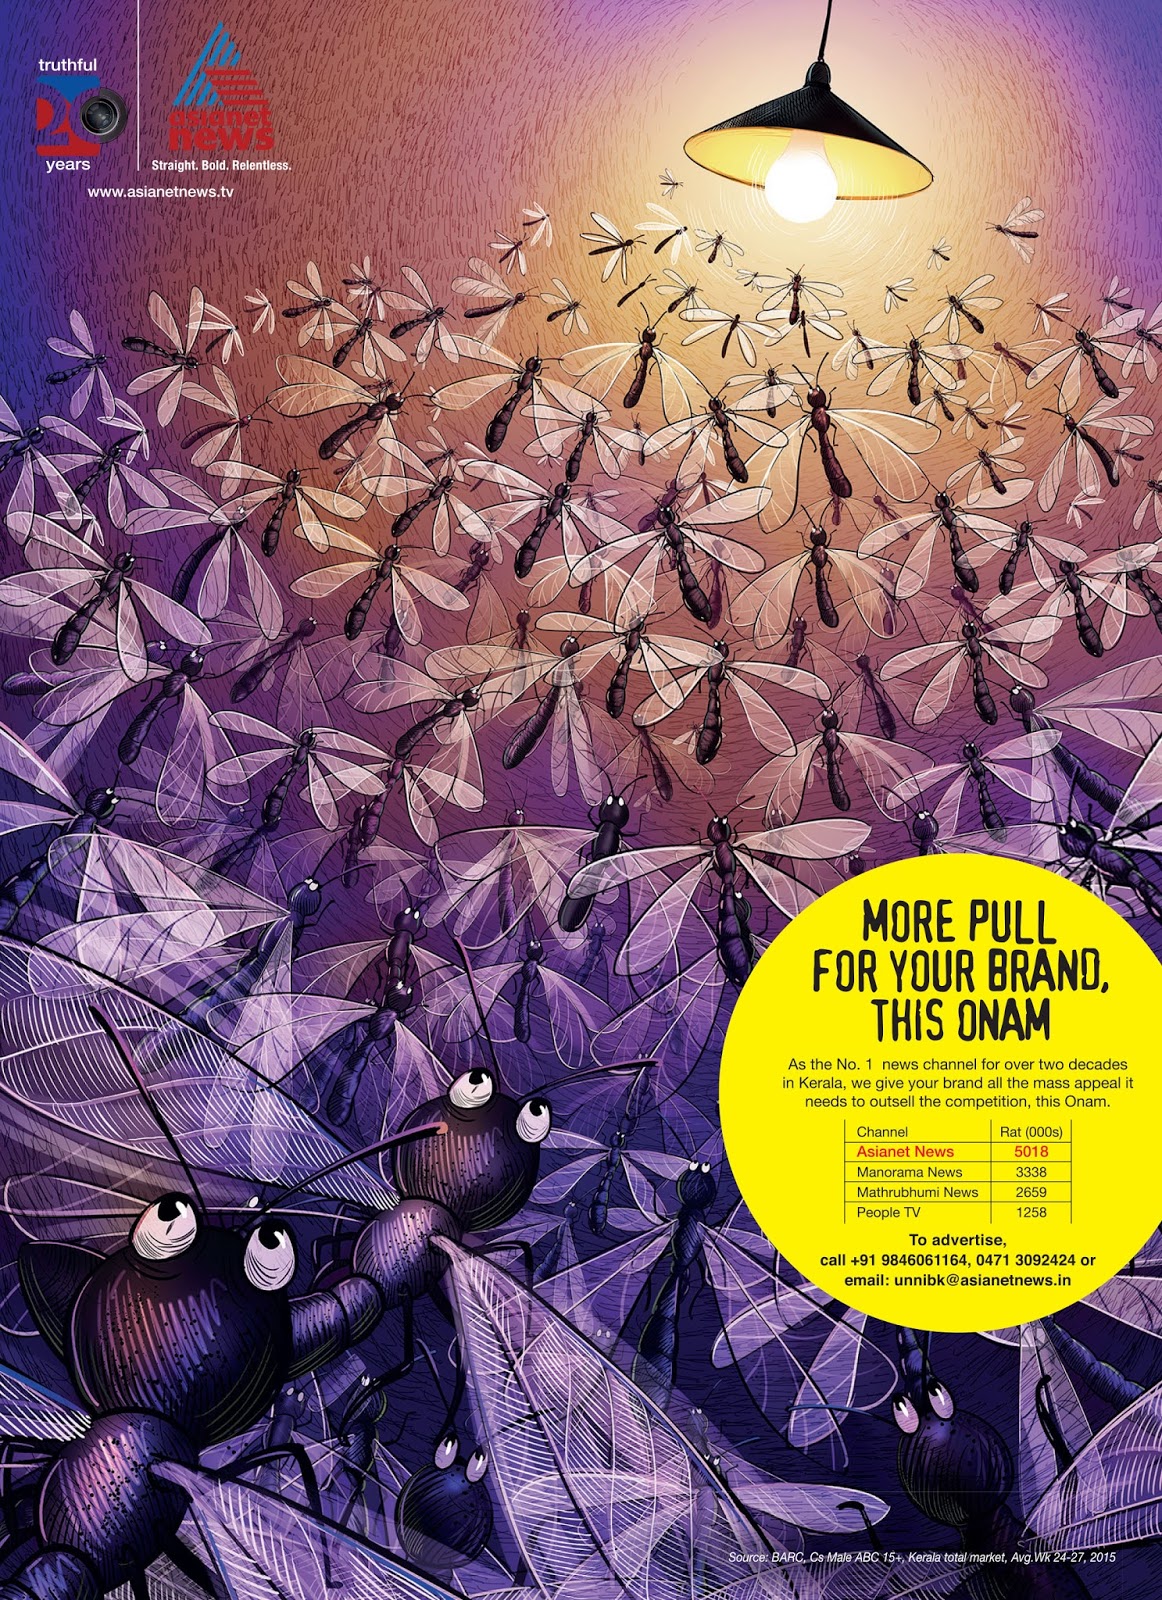 truthful
20
years
asianet
news
Straight. Bold. Relentless.
www.asianetnews.tv
MORE PULL
FOR YOUR BRAND,
THIS ONAM
As the No. 1 news channel for over two decades
in Kerala, we give your brand all the mass appeal it
needs to outsell the competition, this Onam.
Channel Rat (000s)
Asianet News 5018
Manorama News 3338
Mathrubhumi News 2659
People TV 1258
To advertise,
call +91 9846061164, 0471 3092424 or
email: unnibk@asianetnews.in
Source: BARC, Cs Male ABC 15+, Kerala total market, Avg.Wk 24-27, 2015